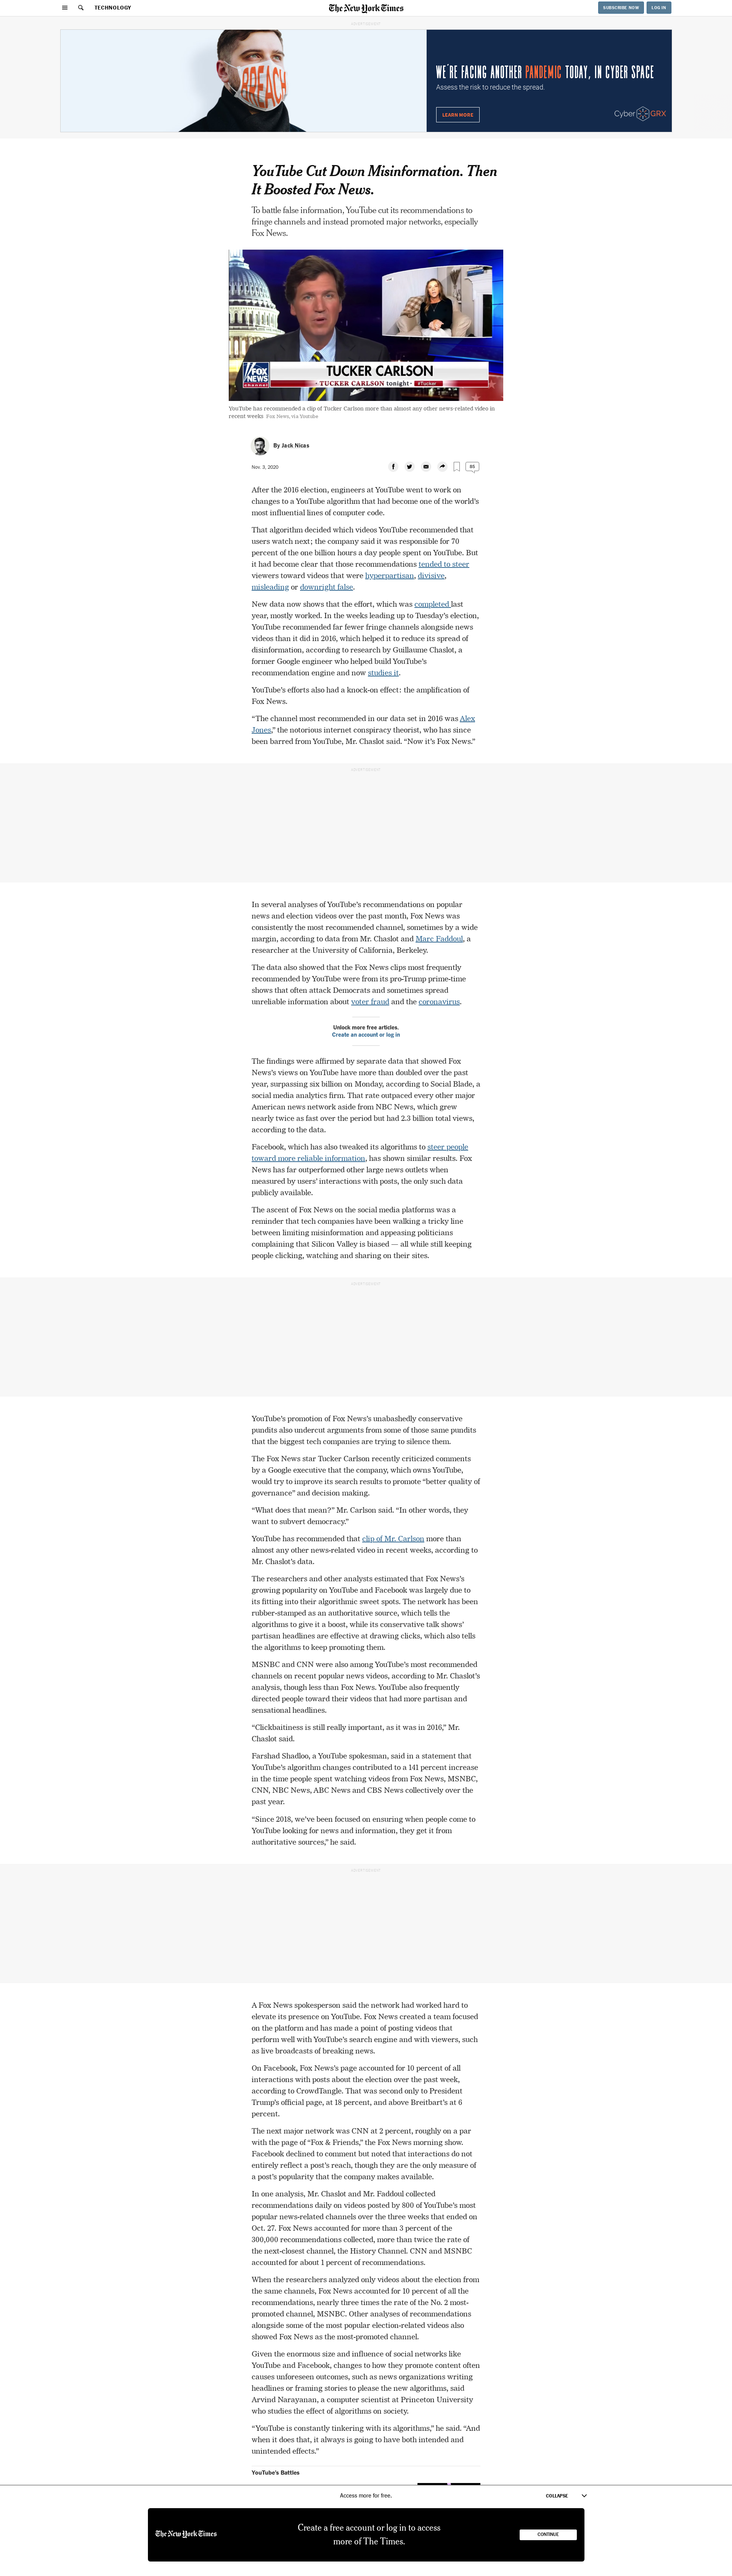 TECHNOLOGY
The New York Times
SUBSCRIBE NOW
LOG IN
ADVERTISEMENT
BREACH
WE'RE FACING ANOTHER PANDEMIC TODAY, IN CYBER SPACE
Assess the risk to reduce the spread.
LEARN MORE
CyberGRX
YouTube Cut Down Misinformation. Then
It Boosted Fox News.
To battle false information, YouTube cut its recommendations to
fringe channels and instead promoted major networks, especially
Fox News.
FOX NEWS channel
TUCKER CARLSON
TUCKER CARLSON tonight
#Tucker
YouTube has recommended a clip of Tucker Carlson more than almost any other news-related video in
recent weeks Fox News, via Youtube
By Jack Nicas
Nov. 3, 2020
After the 2016 election, engineers at YouTube went to work on
changes to a YouTube algorithm that had become one of the world's
most influential lines of computer code.
That algorithm decided which videos YouTube recommended that
users watch next; the company said it was responsible for 70
percent of the one billion hours a day people spent on YouTube. But
it had become clear that those recommendations tended to steer
viewers toward videos that were hyperpartisan, divisive,
misleading or downright false.
New data now shows that the effort, which was completed last
year, mostly worked. In the weeks leading up to Tuesday's election,
YouTube recommended far fewer fringe channels alongside news
videos than it did in 2016, which helped it to reduce its spread of
disinformation, according to research by Guillaume Chaslot, a
former Google engineer who helped build YouTube's
recommendation engine and now studies it.
YouTube's efforts also had a knock-on effect: the amplification of
Fox News.
“The channel most recommended in our data set in 2016 was Alex
Jones,” the notorious internet conspiracy theorist, who has since
been barred from YouTube, Mr. Chaslot said. “Now it's Fox News.”
ADVERTISEMENT
In several analyses of YouTube's recommendations on popular
news and election videos over the past month, Fox News was
consistently the most recommended channel, sometimes by a wide
margin, according to data from Mr. Chaslot and Marc Faddoul, a
researcher at the University of California, Berkeley.
The data also showed that the Fox News clips most frequently
recommended by YouTube were from its pro-Trump prime-time
shows that often attack Democrats and sometimes spread
unreliable information about voter fraud and the coronavirus.
Unlock more free articles.
Create an account or log in
The findings were affirmed by separate data that showed Fox
News's views on YouTube have more than doubled over the past
year, surpassing six billion on Monday, according to Social Blade, a
social media analytics firm. That rate outpaced every other major
American news network aside from NBC News, which grew
nearly twice as fast over the period but had 2.3 billion total views,
according to the data.
Facebook, which has also tweaked its algorithms to steer people
toward more reliable information, has shown similar results. Fox
News has far outperformed other large news outlets when
measured by users' interactions with posts, the only such data
publicly available.
The ascent of Fox News on the social media platforms was a
reminder that tech companies have been walking a tricky line
between limiting misinformation and appeasing politicians
complaining that Silicon Valley is biased — all while still keeping
people clicking, watching and sharing on their sites.
ADVERTISEMENT
YouTube's promotion of Fox News's unabashedly conservative
pundits also undercut arguments from some of those same pundits
that the biggest tech companies are trying to silence them.
The Fox News star Tucker Carlson recently criticized comments
by a Google executive that the company, which owns YouTube,
would try to improve its search results to promote “better quality of
governance” and decision making.
“What does that mean?” Mr. Carlson said. “In other words, they
want to subvert democracy.”
YouTube has recommended that clip of Mr. Carlson more than
almost any other news-related video in recent weeks, according to
Mr. Chaslot's data.
The researchers and other analysts estimated that Fox News's
growing popularity on YouTube and Facebook was largely due to
its fitting into their algorithmic sweet spots. The network has been
rubber-stamped as an authoritative source, which tells the
algorithms to give it a boost, while its conservative talk shows'
partisan headlines are effective at drawing clicks, which also tells
the algorithms to keep promoting them.
MSNBC and CNN were also among YouTube's most recommended
channels on recent popular news videos, according to Mr. Chaslot's
analysis, though less than Fox News. YouTube also frequently
directed people toward their videos that had more partisan and
sensational headlines.
“Clickbaitiness is still really important, as it was in 2016,” Mr.
Chaslot said.
Farshad Shadloo, a YouTube spokesman, said in a statement that
YouTube's algorithm changes contributed to a 141 percent increase
in the time people spent watching videos from Fox News, MSNBC,
CNN, NBC News, ABC News and CBS News collectively over the
past year.
“Since 2018, we've been focused on ensuring when people come to
YouTube looking for news and information, they get it from
authoritative sources,” he said.
ADVERTISEMENT
A Fox News spokesperson said the network had worked hard to
elevate its presence on YouTube. Fox News created a team focused
on the platform and has made a point of posting videos that
perform well with YouTube's search engine and with viewers, such
as live broadcasts of breaking news.
On Facebook, Fox News's page accounted for 10 percent of all
interactions with posts about the election over the past week,
according to CrowdTangle. That was second only to President
Trump's official page, at 18 percent, and above Breitbart's at 6
percent.
The next major network was CNN at 2 percent, roughly on a par
with the page of “Fox & Friends,” the Fox News morning show.
Facebook declined to comment but noted that interactions do not
entirely reflect a post's reach, though they are the only measure of
a post's popularity that the company makes available.
In one analysis, Mr. Chaslot and Mr. Faddoul collected
recommendations daily on videos posted by 800 of YouTube's most
popular news-related channels over the three weeks that ended on
Oct. 27. Fox News accounted for more than 3 percent of the
300,000 recommendations collected, more than twice the rate of
the next-closest channel, the History Channel. CNN and MSNBC
accounted for about 1 percent of recommendations.
When the researchers analyzed only videos about the election from
the same channels, Fox News accounted for 10 percent of all the
recommendations, nearly three times the rate of the No. 2 most-
promoted channel, MSNBC. Other analyses of recommendations
alongside some of the most popular election-related videos also
showed Fox News as the most-promoted channel.
Given the enormous size and influence of social networks like
YouTube and Facebook, changes to how they promote content often
causes unforeseen outcomes, such as news organizations writing
headlines or framing stories to please the new algorithms, said
Arvind Narayanan, a computer scientist at Princeton University
who studies the effect of algorithms on society.
“YouTube is constantly tinkering with its algorithms,” he said. “And
when it does that, it always is going to have both intended and
unintended effects.”
YouTube's Battles
Access more for free.
COLLAPSE
The New York Times
Create a free account or log in to access
more of The Times.
CONTINUE